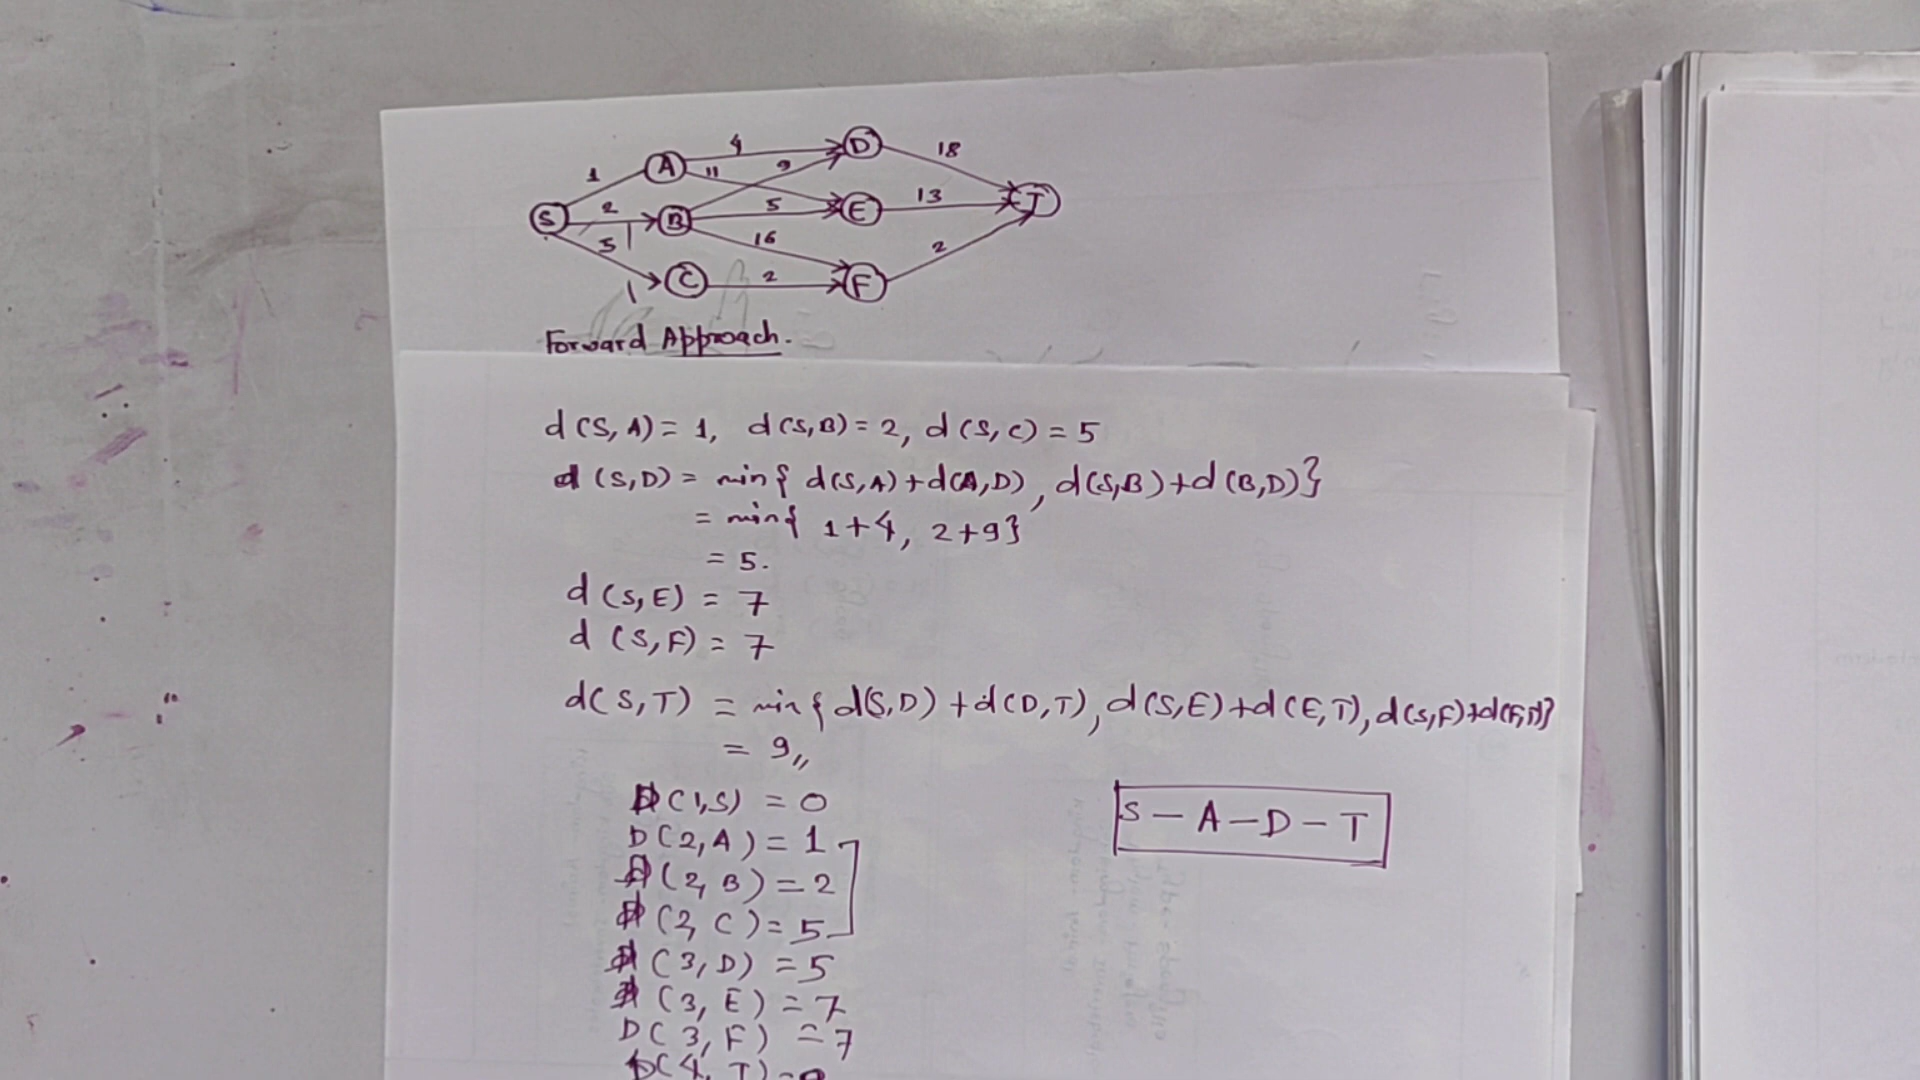 4
D
18
1
A
11
9
S
2
B
5
E
13
T
5
16
2
C
2
F
Forward Approach.
d(S,A) = 1, d(S,B) = 2, d(S,C) = 5
d(S,D) = min{ d(S,A)+d(A,D), d(S,B)+d(B,D)}
= min{ 1+4, 2+9}
= 5.
d(S,E) = 7
d(S,F) = 7
d(S,T) = min{ d(S,D) + d(D,T), d(S,E)+d(E,T), d(S,F)+d(F,T)}
= 9,,
D(1,S) = 0
D(2,A) = 1
D(2,B) = 2
D(2,C) = 5
S – A – D – T
D(3,D) = 5
D(3,E) = 7
D(3,F) = 7
D(4,T) =